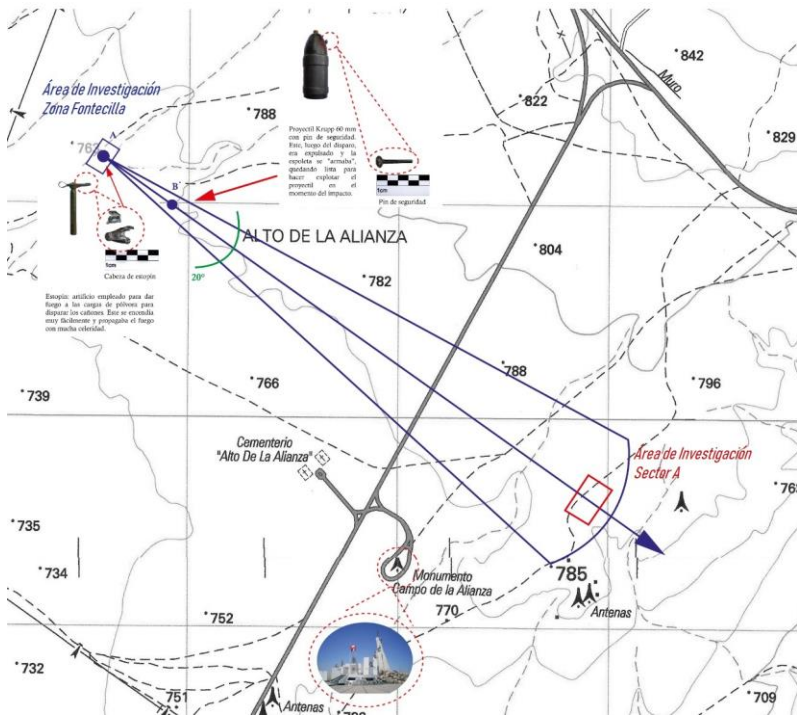 Área de Investigación
Zona Fontecilla
A
B
762
788
Proyectil Krupp 60 mm
con pin de seguridad.
Este, luego del disparo,
era expulsado y la
espoleta se "armaba",
quedando lista para
hacer explotar el
proyectil en el
momento del impacto.
1cm
Pin de seguridad
842
822
Muro
829
804
ALTO DE LA ALIANZA
20°
1cm
Cabeza de estopín
Estopín: artificio empleado para dar
fuego a las cargas de pólvora para
disparar los cañones. Este se encendía
muy fácilmente y propagaba el fuego
con mucha celeridad.
782
788
796
766
739
Cementerio
"Alto De La Alianza"
Área de Investigación
Sector A
735
734
Monumento
Campo de la Alianza
785
Antenas
770
752
732
751
Antenas
709